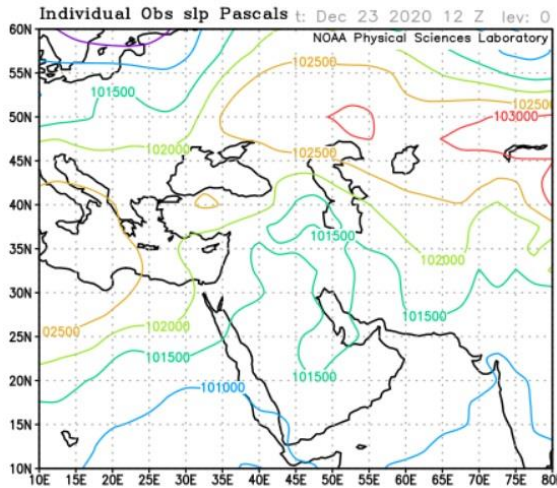 Individual Obs slp Pascals t: Dec 23 2020 12 Z lev: 0
NOAA Physical Sciences Laboratory
60N
55N
50N
45N
40N
35N
30N
25N
20N
15N
10N
102500
101500
102500
103000
102000
102500
101500
102000
02500
102000
101500
101500
101500
101000
10E
15E
20E
25E
30E
35E
40E
45E
50E
55E
60E
65E
70E
75E
80